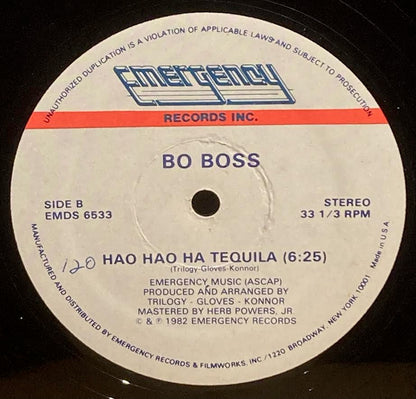 UNAUTHORIZED DUPLICATION IS A VIOLATION OF APPLICABLE LAWS AND SUBJECT TO PROSECUTION.
EMERGENCY
RECORDS INC.
BO BOSS
SIDE B
EMDS 6533
STEREO
33 1/3 RPM
120 HAO HAO HA TEQUILA (6:25)
(Trilogy-Gloves-Konnor)
EMERGENCY MUSIC (ASCAP)
PRODUCED AND ARRANGED BY
TRILOGY - GLOVES - KONNOR
MASTERED BY HERB POWERS, JR
© & ℗ 1982 EMERGENCY RECORDS
MANUFACTURED AND DISTRIBUTED BY EMERGENCY RECORDS & FILMWORKS, INC./1220 BROADWAY, NEW YORK 10001 Made in U.S.A.